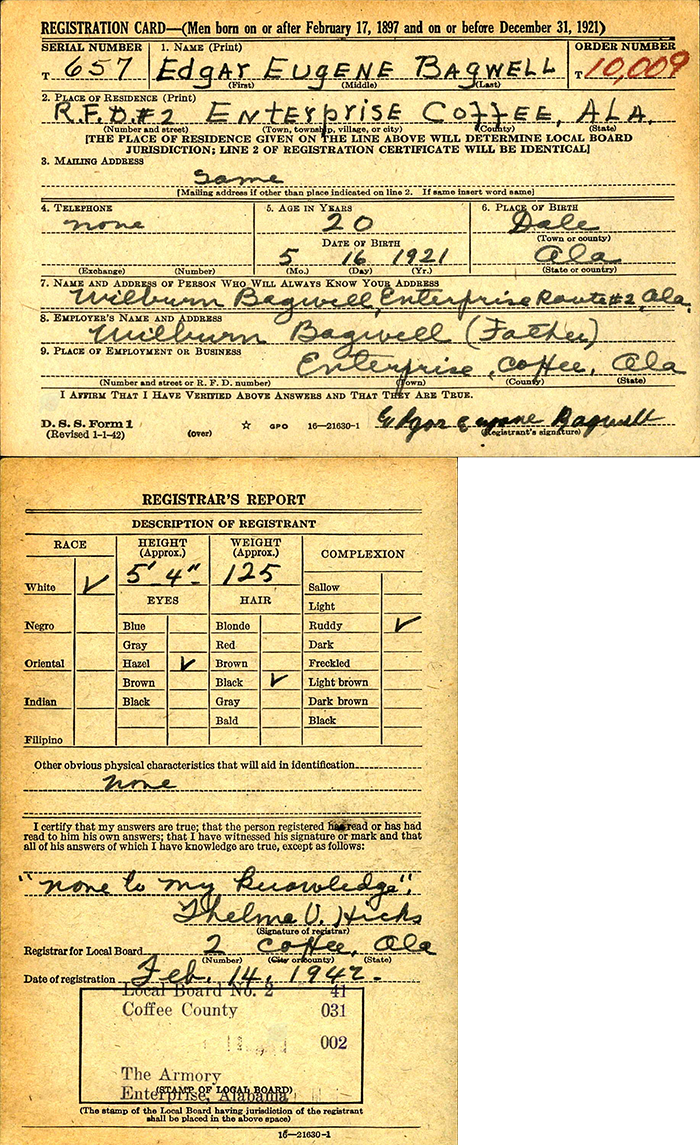 REGISTRATION CARD—(Men born on or after February 17, 1897 and on or before December 31, 1921)
SERIAL NUMBER 1. NAME (Print) ORDER NUMBER
T 657 EDGAR EUGENE BAGWELL T 10,009
(First) (Middle) (Last)
2. PLACE OF RESIDENCE (Print)
R.F.D.#2 ENTErprISE COFFEE, ALA.
(Number and street) (Town, township, village, or city) (County) (State)
[THE PLACE OF RESIDENCE GIVEN ON THE LINE ABOVE WILL DETERMINE LOCAL BOARD
JURISDICTION; LINE 2 OF REGISTRATION CERTIFICATE WILL BE IDENTICAL]
3. MAILING ADDRESS
Same
[Mailing address if other than place indicated on line 2. If same insert word same]
4. TELEPHONE 5. AGE IN YEARS 6. PLACE OF BIRTH
none 20 Dale
(Town or county)
DATE OF BIRTH
5 16 1921 Ala
(Exchange) (Number) (Mo.) (Day) (Yr.) (State or country)
7. NAME AND ADDRESS OF PERSON WHO WILL ALWAYS KNOW YOUR ADDRESS
Wilburn Bagwell, Enterprise Route #2, Ala.
8. EMPLOYER'S NAME AND ADDRESS
Wilburn Bagwell (Father)
9. PLACE OF EMPLOYMENT OR BUSINESS
Enterprise, Coffee, Ala
(Number and street or R. F. D. number) (Town) (County) (State)
I AFFIRM THAT I HAVE VERIFIED ABOVE ANSWERS AND THAT THEY ARE TRUE.
D. S. S. Form 1
(Revised 1-1-42) (over) ☆ GPO 16—21630-1 Edgar Eugene Bagwell
(Registrant's signature)
REGISTRAR'S REPORT
DESCRIPTION OF REGISTRANT
RACE HEIGHT (Approx.) WEIGHT (Approx.) COMPLEXION
White ✓ 5' 4" 125 Sallow
EYES HAIR Light
Negro Blue Blonde Ruddy ✓
Gray Red Dark
Oriental Hazel ✓ Brown Freckled
Brown Black ✓ Light brown
Indian Black Gray Dark brown
Bald Black
Filipino
Other obvious physical characteristics that will aid in identification
none
I certify that my answers are true; that the person registered has read or has had
read to him his own answers; that I have witnessed his signature or mark and that
all of his answers of which I have knowledge are true, except as follows:
"none to my knowledge".
Thelma V. Hicks
(Signature of registrar)
Registrar for Local Board 2 Coffee, Ala
(Number) (City or county) (State)
Date of registration Feb. 14, 1942-
Local Board No. 2 41
Coffee County 031
002
The Armory
Enterprise, Alabama
(STAMP OF LOCAL BOARD)
(The stamp of the Local Board having jurisdiction of the registrant
shall be placed in the above space)
16—21630-1